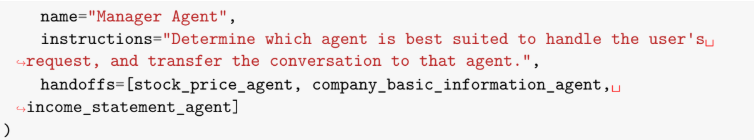 name="Manager Agent",
instructions="Determine which agent is best suited to handle the user's␣
↪request, and transfer the conversation to that agent.",
handoffs=[stock_price_agent, company_basic_information_agent,␣
↪income_statement_agent]
)